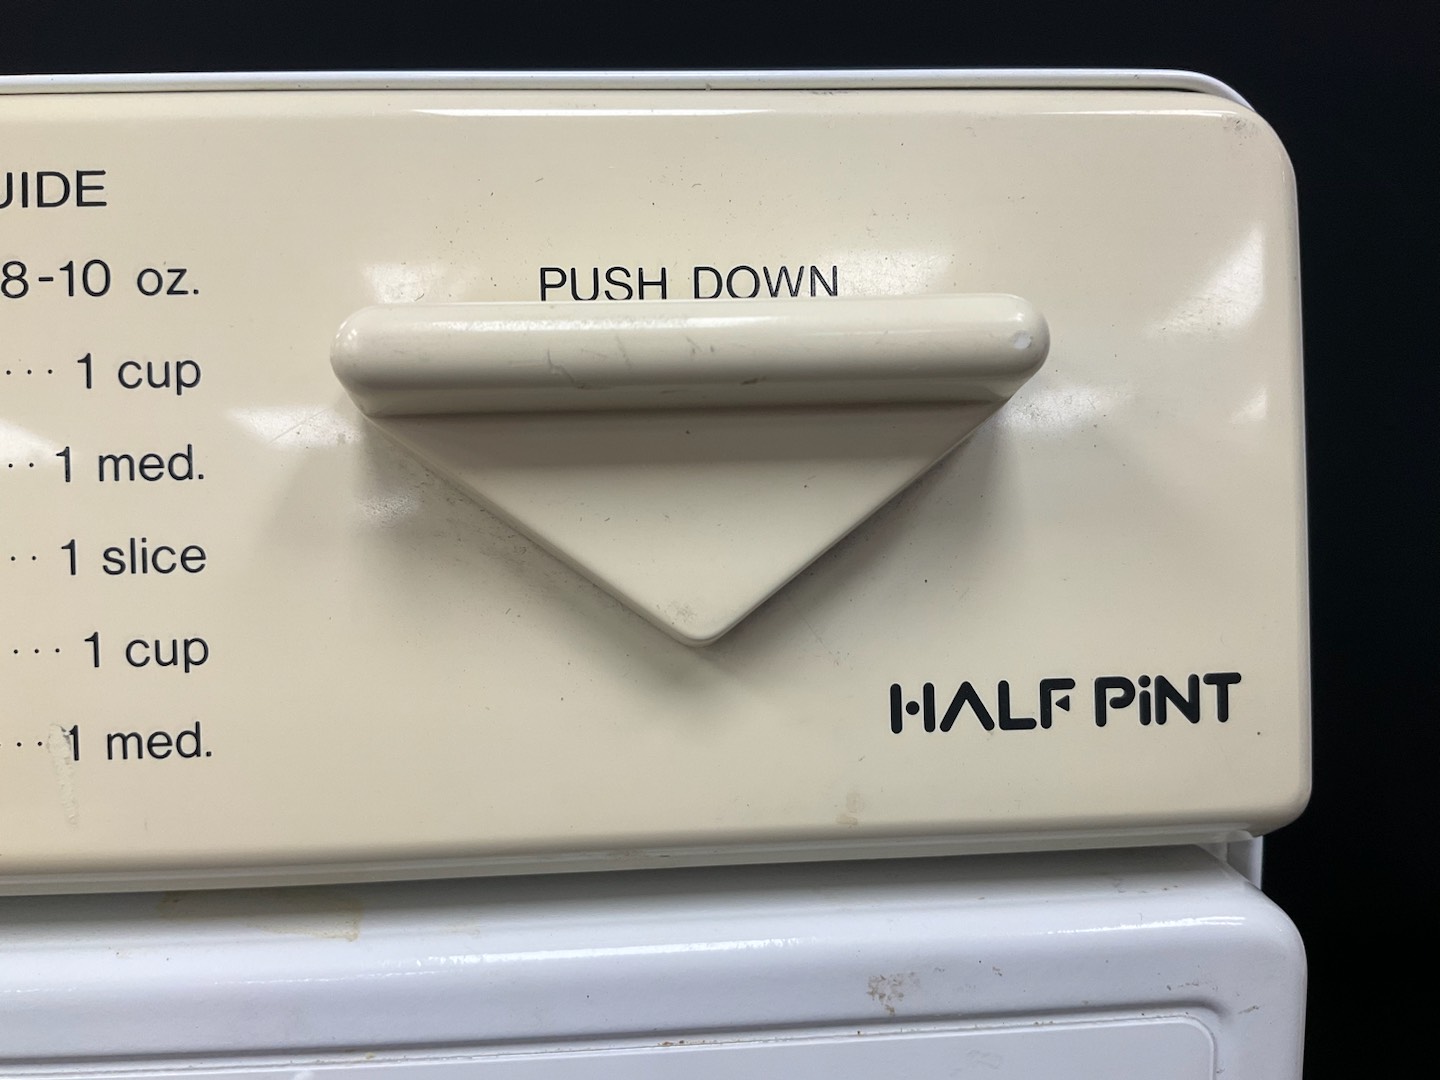 UIDE
8-10 oz.
PUSH DOWN
··· 1 cup
·· 1 med.
·· 1 slice
··· 1 cup
··· 1 med.
HALF PiNT